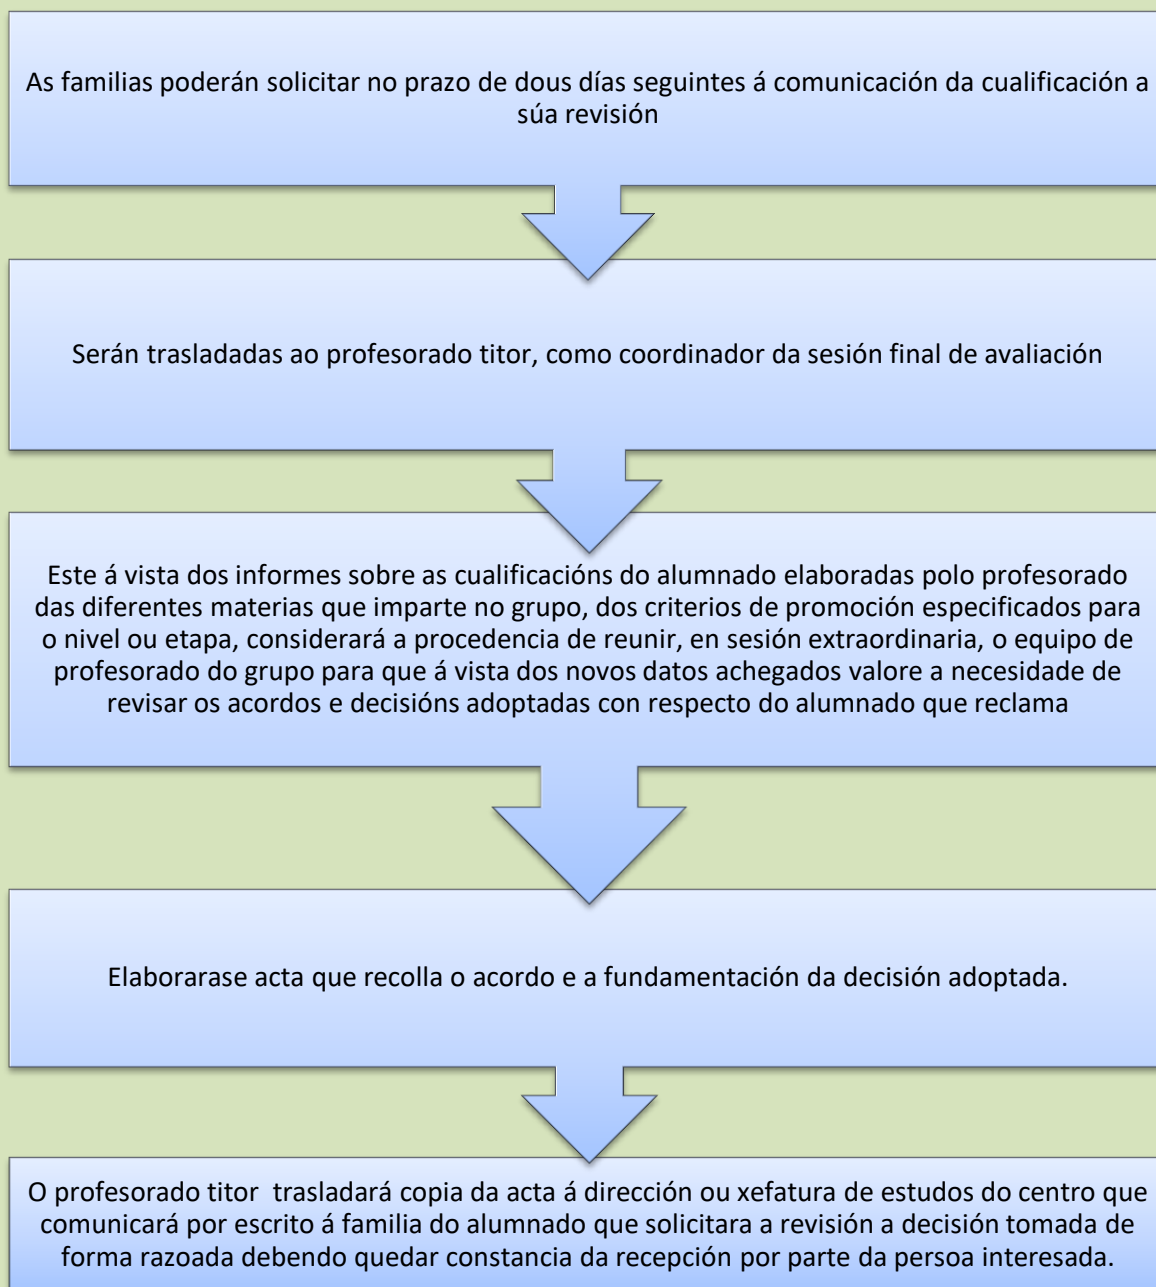 As familias poderán solicitar no prazo de dous días seguintes á comunicación da cualificación a
súa revisión
Serán trasladadas ao profesorado titor, como coordinador da sesión final de avaliación
Este á vista dos informes sobre as cualificacións do alumnado elaboradas polo profesorado
das diferentes materias que imparte no grupo, dos criterios de promoción especificados para
o nivel ou etapa, considerará a procedencia de reunir, en sesión extraordinaria, o equipo de
profesorado do grupo para que á vista dos novos datos achegados valore a necesidade de
revisar os acordos e decisións adoptadas con respecto do alumnado que reclama
Elaborarase acta que recolla o acordo e a fundamentación da decisión adoptada.
O profesorado titor  trasladará copia da acta á dirección ou xefatura de estudos do centro que
comunicará por escrito á familia do alumnado que solicitara a revisión a decisión tomada de
forma razoada debendo quedar constancia da recepción por parte da persoa interesada.